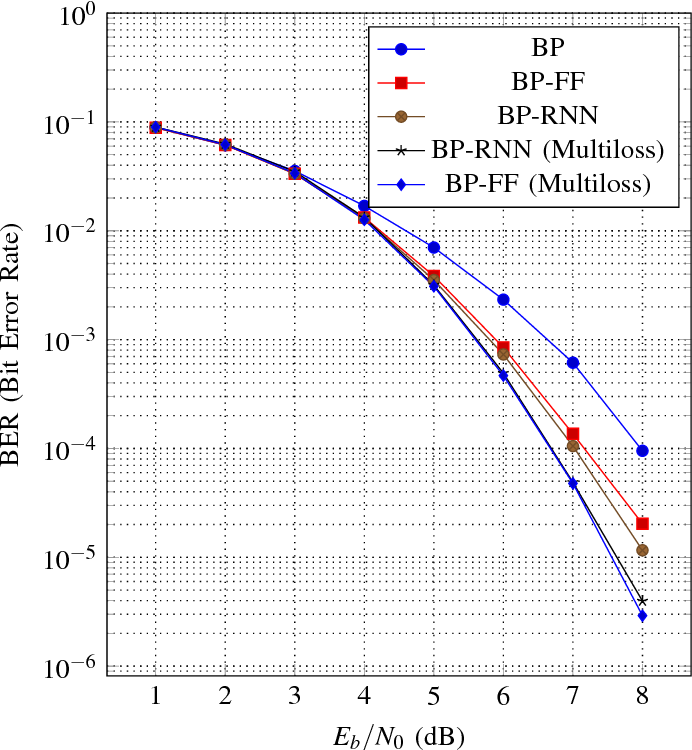 10⁰
10⁻¹
10⁻²
10⁻³
10⁻⁴
10⁻⁵
10⁻⁶
BER (Bit Error Rate)
BP
BP-FF
BP-RNN
BP-RNN (Multiloss)
BP-FF (Multiloss)
1 2 3 4 5 6 7 8
E_b/N_0 (dB)